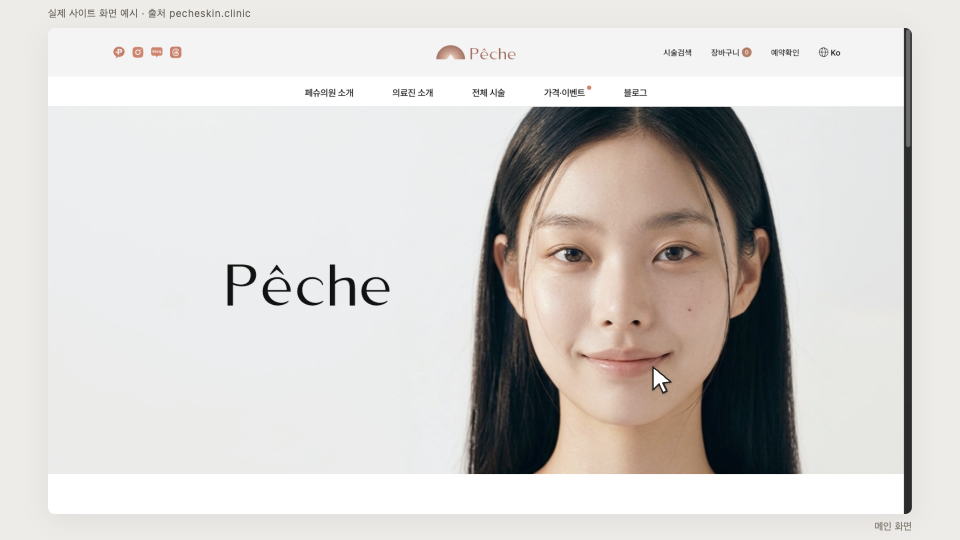 실제 사이트 화면 예시 · 출처 pecheskin.clinic
Pêche
시술검색 장바구니 0 예약확인 Ko
페슈의원 소개 의료진 소개 전체 시술 가격·이벤트 블로그
Pêche
메인 화면